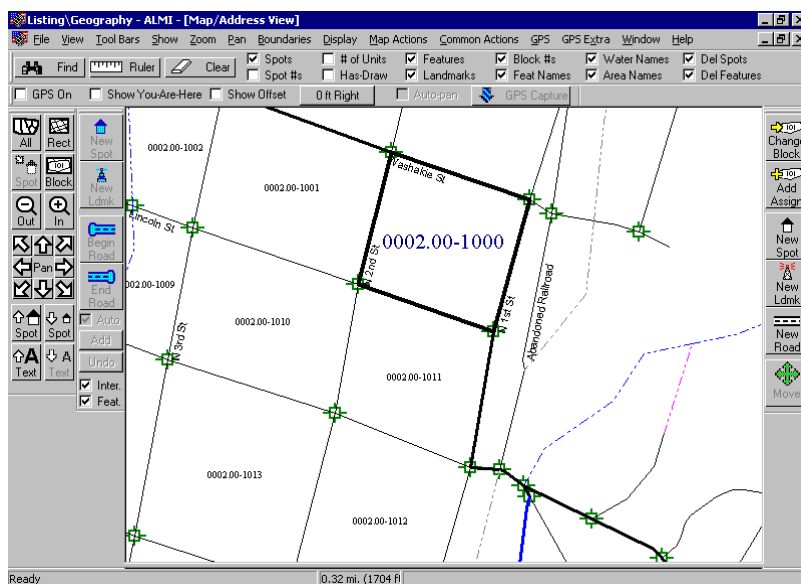 Listing\Geography - ALMI - [Map/Address View]
File View Tool Bars Show Zoom Pan Boundaries Display Map Actions Common Actions GPS GPS Extra Window Help
Find Ruler Clear
Spots # of Units Features Block #s Water Names Del Spots
Spot #s Has-Draw Landmarks Feat Names Area Names Del Features
GPS On Show You-Are-Here Show Offset 0 ft Right Auto-pan GPS Capture
All Rect
Spot Block
Out In
Pan
Spot Spot
Text Text
New Spot
New Ldmk
Begin Road
End Road
Auto
Add
Undo
Inter.
Feat.
0002.00-1002
0002.00-1001
Washakie St
0002.00-1000
Lincoln St
N 2nd St
0002.00-1009
0002.00-1010
N 3rd St
N 1st St
Abandoned Railroad
0002.00-1011
0002.00-1013
0002.00-1012
Change Block
Add Assign
New Spot
New Ldmk
New Road
Move
Ready 0.32 mi. (1704 ft